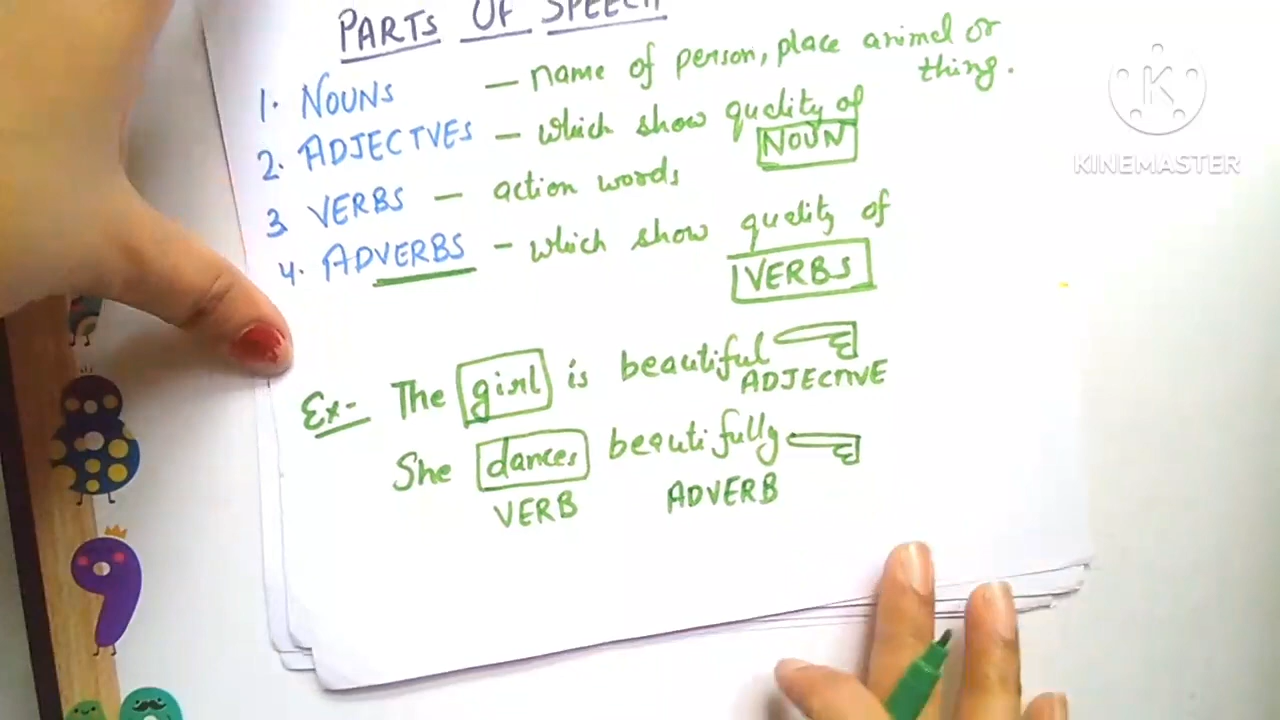 PARTS OF SPEECH
1. NOUNS — name of person, place animal or
thing.
2. ADJECTVES — which show quality of
NOUN
3 VERBS — action words
4. ADVERBS — which show quality of
VERBS
Ex- The girl is beautiful
ADJECTIVE
She dances beautifully
VERB ADVERB
KINEMASTER